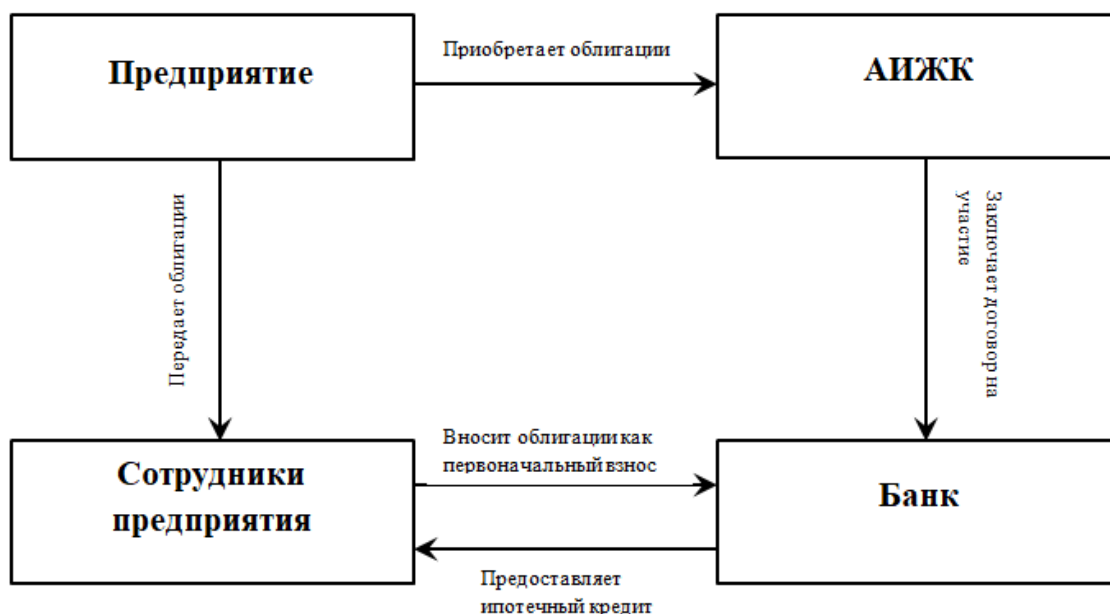 Предприятие
Приобретает облигации
АИЖК
Передает облигации
Заключает договор на
участие
Сотрудники
предприятия
Вносит облигации как
первоначальный взнос
Банк
Предоставляет
ипотечный кредит